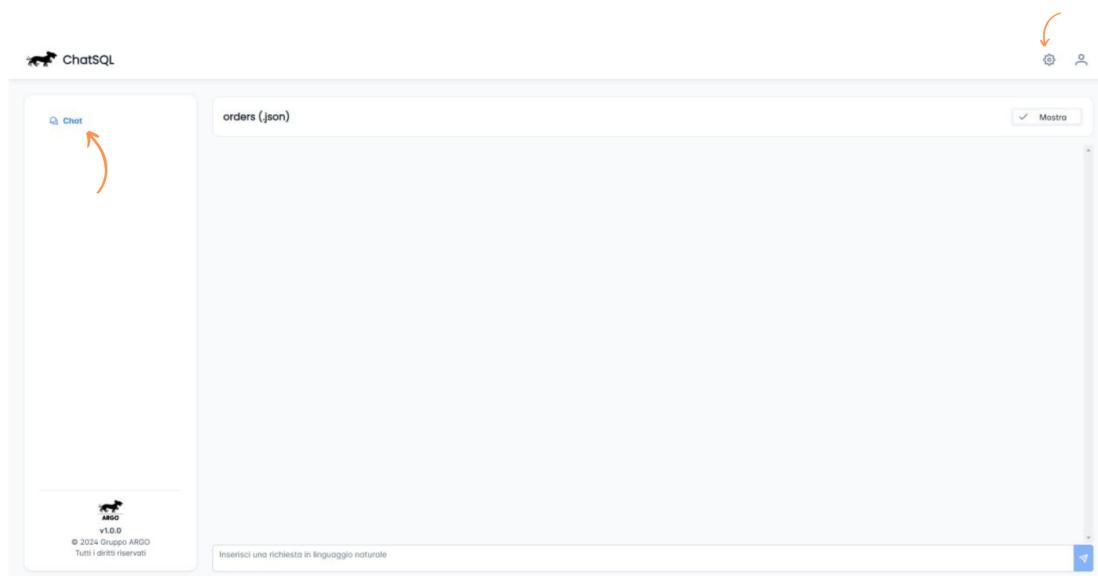 ChatSQL
Chat
orders (.json)
Mostra
ARGO
v1.0.0
© 2024 Gruppo ARGO
Tutti i diritti riservati
Inserisci una richiesta in linguaggio naturale